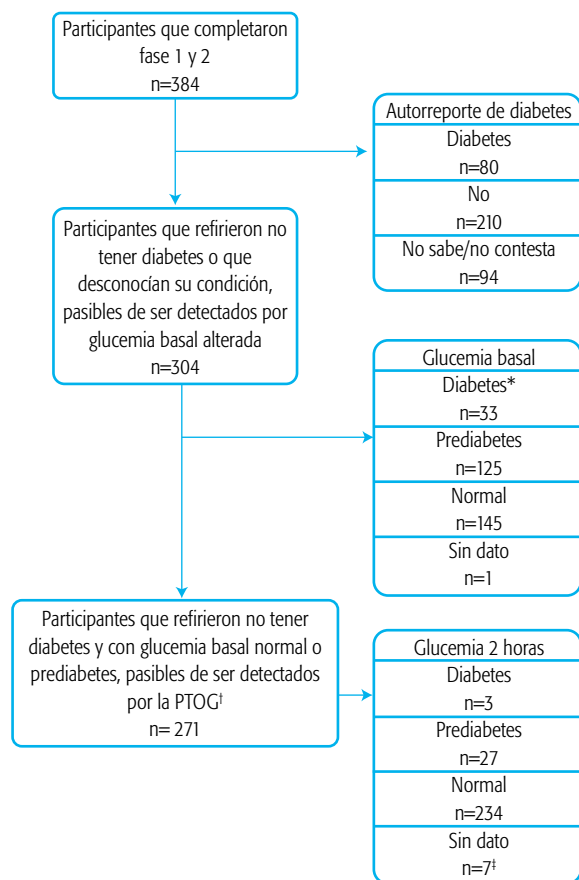 Participantes que completaron
fase 1 y 2
n=384
Autorreporte de diabetes
Diabetes
n=80
No
n=210
No sabe/no contesta
n=94
Participantes que refirieron no
tener diabetes o que
desconocían su condición,
pasibles de ser detectados por
glucemia basal alterada
n=304
Glucemia basal
Diabetes*
n=33
Prediabetes
n=125
Normal
n=145
Sin dato
n=1
Participantes que refirieron no tener
diabetes y con glucemia basal normal o
prediabetes, pasibles de ser detectados
por la PTOG†
n= 271
Glucemia 2 horas
Diabetes
n=3
Prediabetes
n=27
Normal
n=234
Sin dato
n=7‡